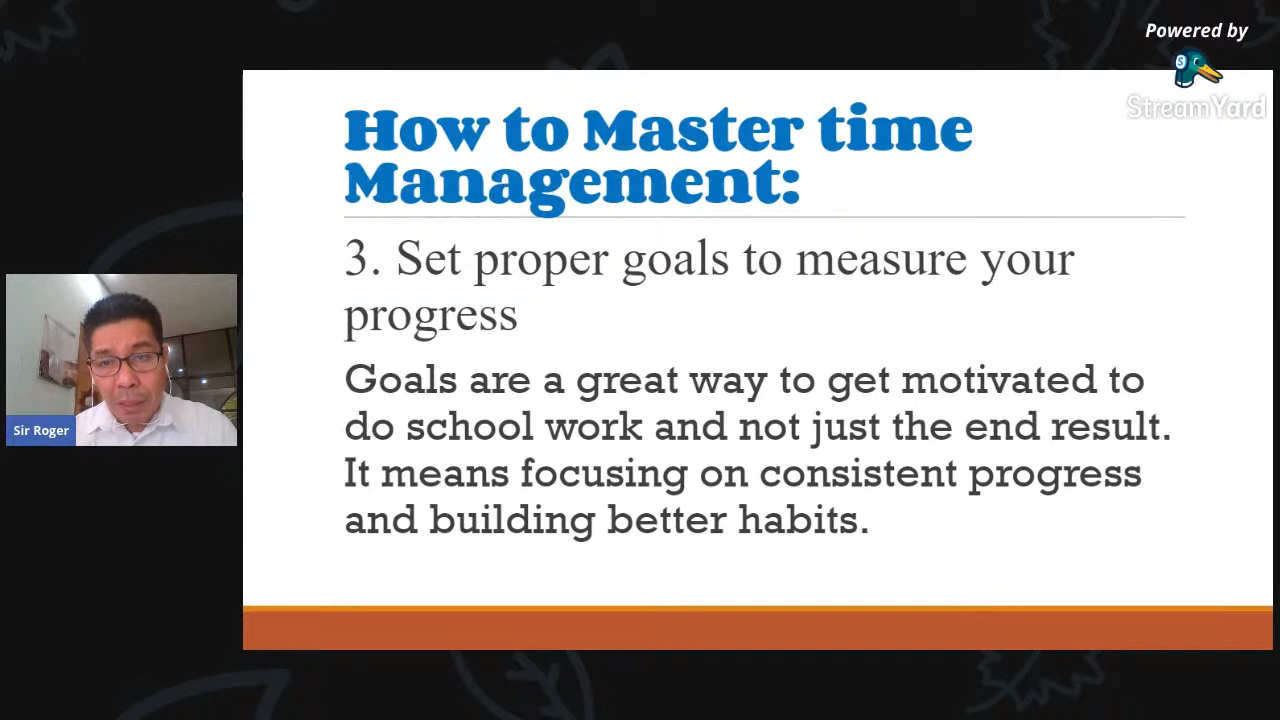 Powered by
StreamYard
How to Master time
Management:
3. Set proper goals to measure your
progress
Goals are a great way to get motivated to
do school work and not just the end result.
It means focusing on consistent progress
and building better habits.
Sir Roger